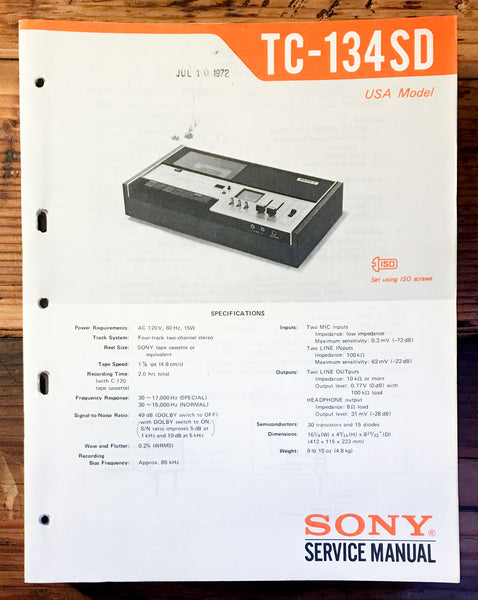 TC-134SD
JUL 10 1972
USA Model
ISO
Set using ISO screws
SPECIFICATIONS
Power Requirements: AC 120V, 60 Hz, 15W
Track System: Four-track two-channel stereo
Reel Size: SONY tape cassette or
equivalent
Tape Speed: 1⅞ ips (4.8 cm/s)
Recording Time: 2.0 hrs total
(with C-120
tape cassette)
Frequency Response: 30 ~ 17,000 Hz (SPECIAL)
30 ~ 15,000 Hz (NORMAL)
Signal-to-Noise Ratio: 49 dB (DOLBY switch to OFF)
(with DOLBY switch to ON,
S/N ratio improves 5 dB at
1 kHz and 10 dB at 5 kHz)
Wow and Flutter: 0.2% (WRMS)
Recording
Bias Frequency: Approx. 85 kHz
Inputs: Two MIC inputs
Impedance: low impedance
Maximum sensitivity: 0.2 mV (-72 dB)
Two LINE INputs
Impedance: 100 kΩ
Maximum sensitivity: 62 mV (-22 dB)
Outputs: Two LINE OUTputs
Impedance: 10 kΩ or more
Output level: 0.77 V (0 dB) with
100 kΩ load
HEADPHONE output
Impedance: 8 Ω load
Output level: 31 mV (-28 dB)
Semiconductors: 30 transistors and 15 diodes
Dimensions:
(412 x 115 x 223 mm)
Weight: 9 lb 15 oz (4.8 kg)
SONY®
SERVICE MANUAL